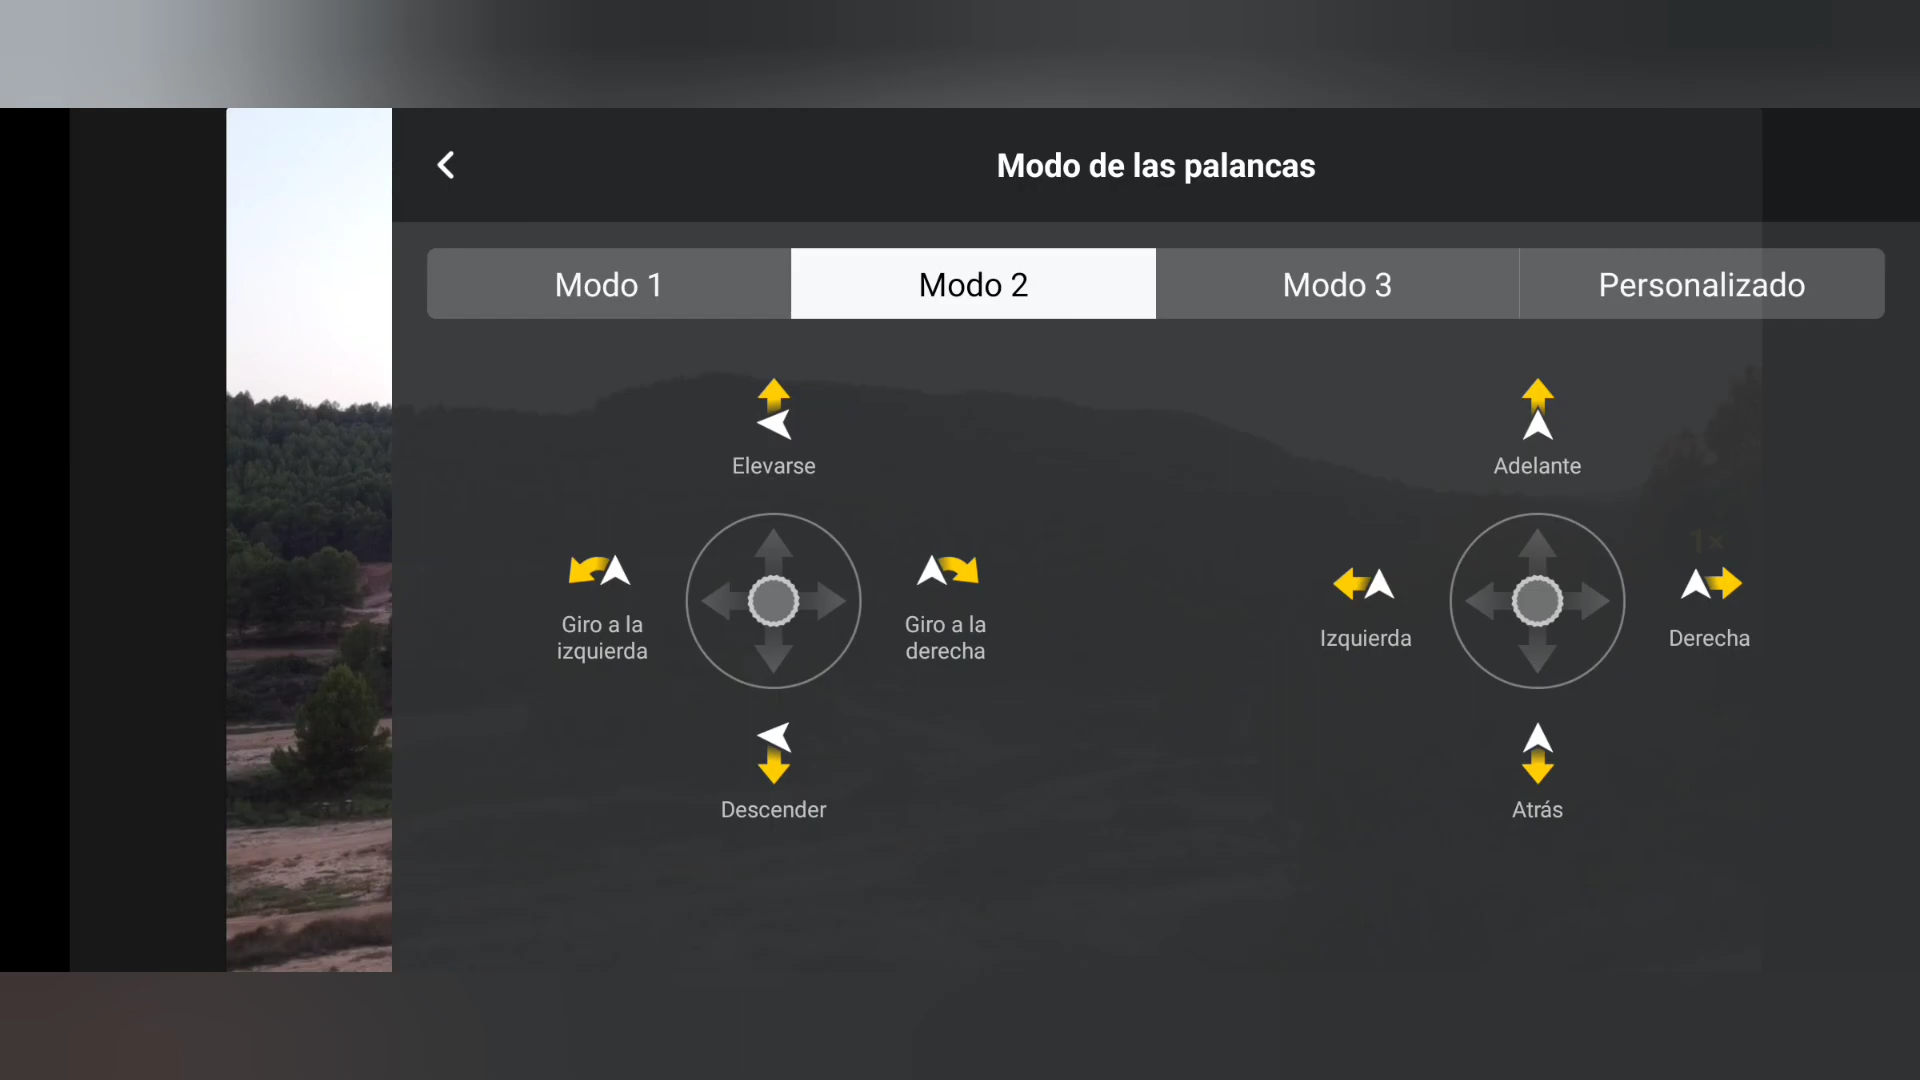 Modo de las palancas
Modo 1
Modo 2
Modo 3
Personalizado
Elevarse
Giro a la
izquierda
Giro a la
derecha
Descender
Adelante
1×
Izquierda
Derecha
Atrás